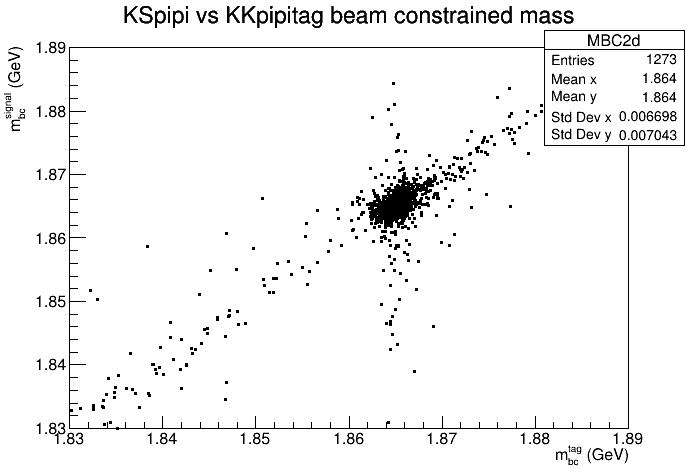 KSpipi vs KKpipitag beam constrained mass
MBC2d
Entries 1273
Mean x 1.864
Mean y 1.864
Std Dev x 0.006698
Std Dev y 0.007043
m_bc^signal (GeV)
1.89
1.88
1.87
1.86
1.85
1.84
1.83
1.83 1.84 1.85 1.86 1.87 1.88 1.89
m_bc^tag (GeV)